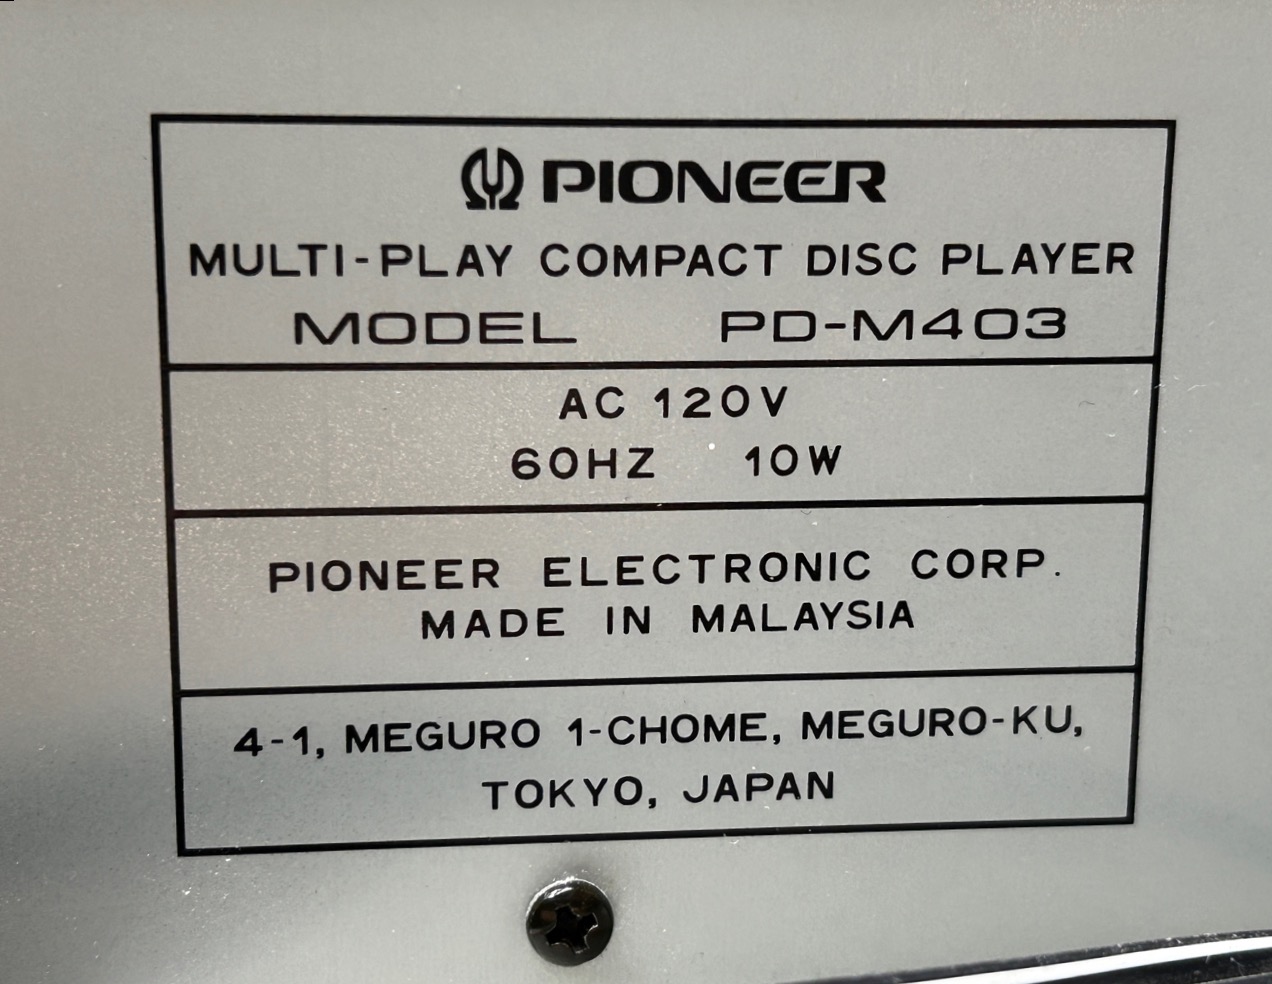 PIONEER
MULTI-PLAY COMPACT DISC PLAYER
MODEL PD-M403
AC 120V
60HZ 10W
PIONEER ELECTRONIC CORP.
MADE IN MALAYSIA
4-1, MEGURO 1-CHOME, MEGURO-KU,
TOKYO, JAPAN